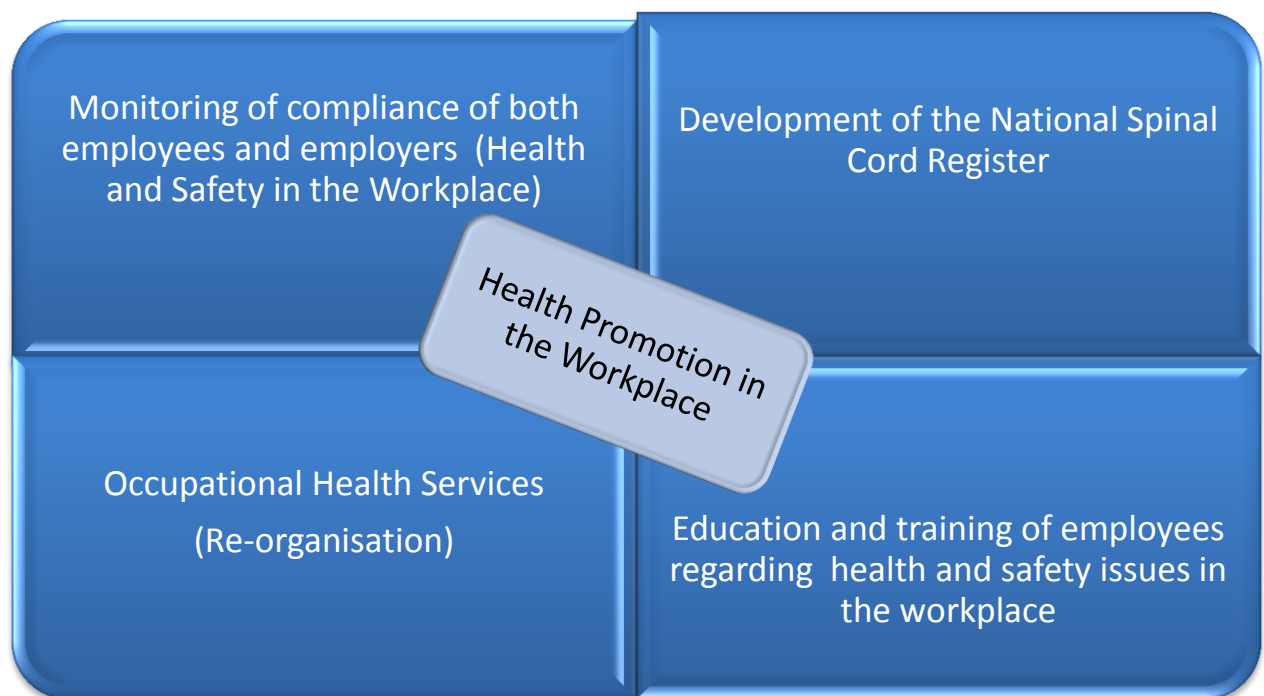 Monitoring of compliance of both
employees and employers  (Health
and Safety in the Workplace)
Development of the National Spinal
Cord Register
Health Promotion in
the Workplace
Occupational Health Services
(Re-organisation)
Education and training of employees
regarding  health and safety issues in
the workplace